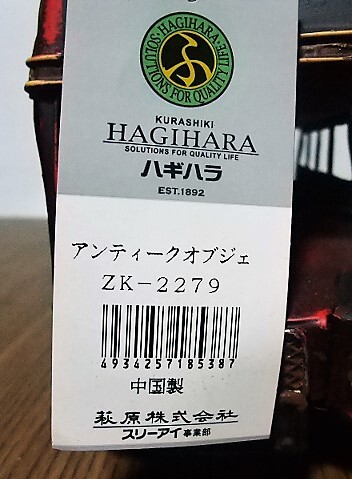 HAGIHARA·SOLUTIONS FOR QUALITY LIFE·
KURASHIKI
HAGIHARA
SOLUTIONS FOR QUALITY LIFE
ハギハラ
EST.1892
アンティークオブジェ
ZK-2279
4934257185387
中国製
萩原株式会社
スリーアイ事業部